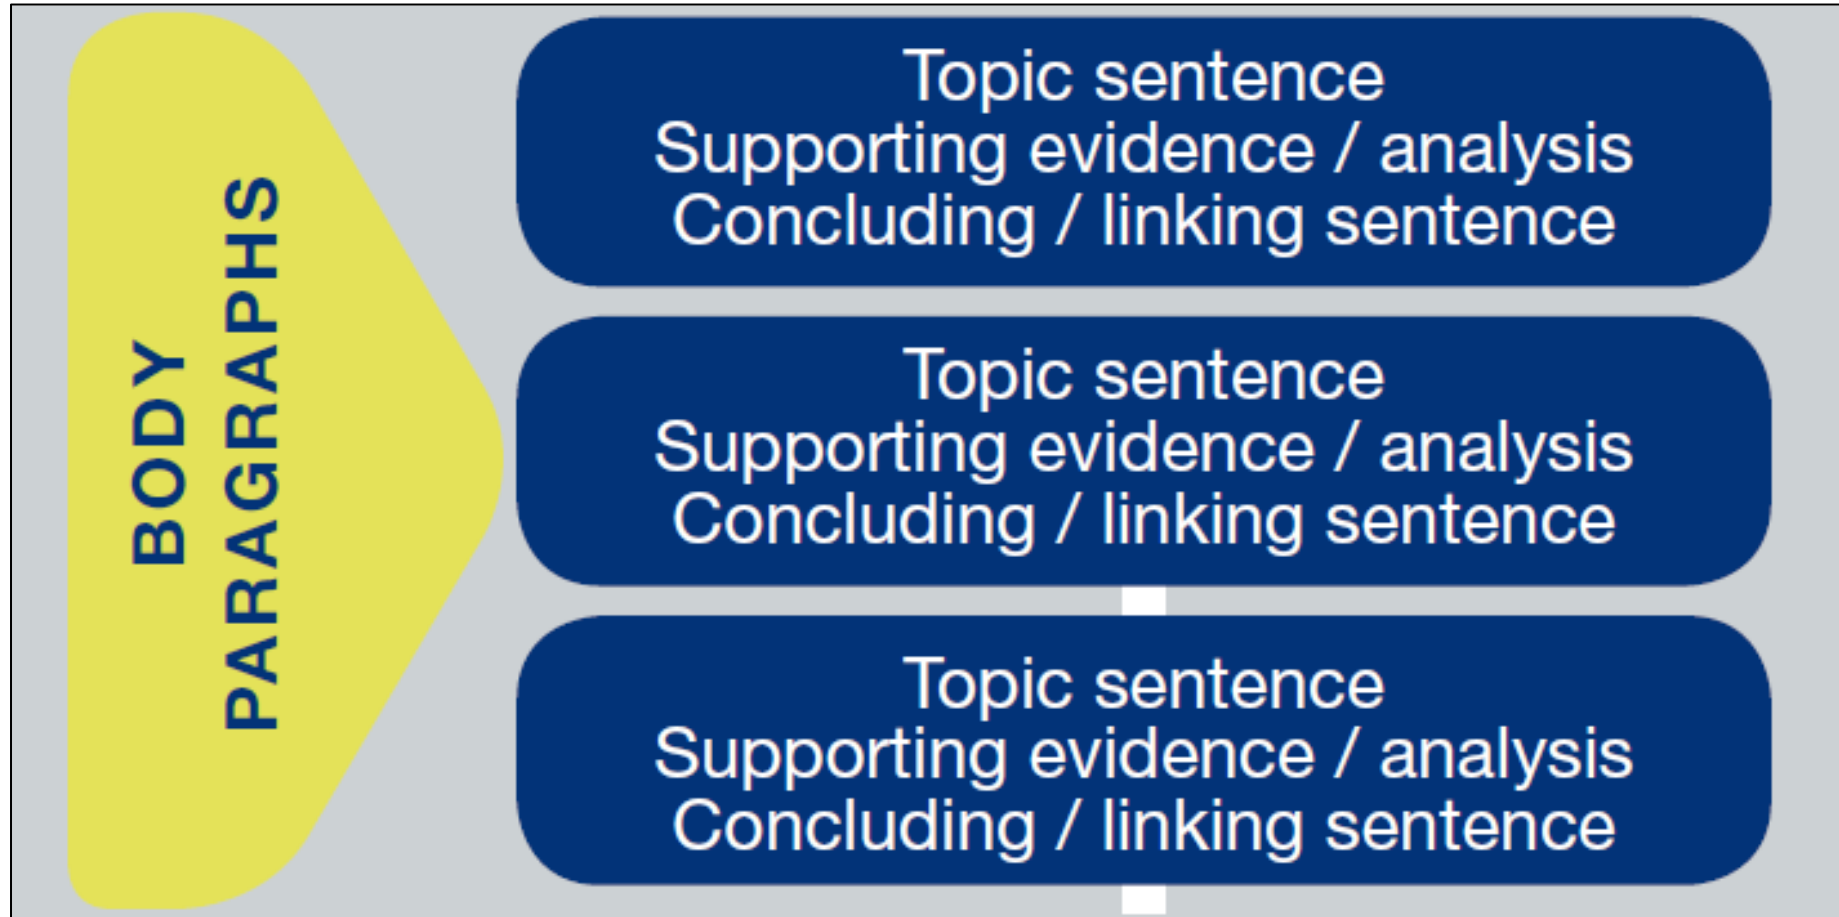 BODY
PARAGRAPHS
Topic sentence
Supporting evidence / analysis
Concluding / linking sentence
Topic sentence
Supporting evidence / analysis
Concluding / linking sentence
Topic sentence
Supporting evidence / analysis
Concluding / linking sentence